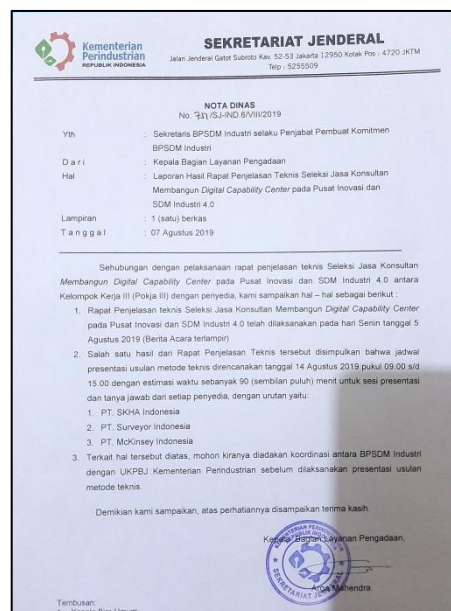 Kementerian
Perindustrian
REPUBLIK INDONESIA
SEKRETARIAT JENDERAL
Jalan Jenderal Gatot Subroto Kav. 52-53 Jakarta 12950 Kotak Pos : 4720 JKTM
Telp : 5255509
NOTA DINAS
No. 751 /SJ-IND.6/VIII/2019
Yth : Sekretaris BPSDM Industri selaku Penjabat Pembuat Komitmen
BPSDM Industri
D a r i : Kepala Bagian Layanan Pengadaan
Hal : Laporan Hasil Rapat Penjelasan Teknis Seleksi Jasa Konsultan
Membangun Digital Capability Center pada Pusat Inovasi dan
SDM Industri 4.0
Lampiran : 1 (satu) berkas
T a n g g a l : 07 Agustus 2019
Sehubungan dengan pelaksanaan rapat penjelasan teknis Seleksi Jasa Konsultan
Membangun Digital Capability Center pada Pusat Inovasi dan SDM Industri 4.0 antara
Kelompok Kerja III (Pokja III) dengan penyedia, kami sampaikan hal – hal sebagai berikut :
1. Rapat Penjelasan teknis Seleksi Jasa Konsultan Membangun Digital Capability Center
pada Pusat Inovasi dan SDM Industri 4.0 telah dilaksanakan pada hari Senin tanggal 5
Agustus 2019 (Berita Acara terlampir)
2. Salah satu hasil dari Rapat Penjelasan Teknis tersebut disimpulkan bahwa jadwal
presentasi usulan metode teknis direncanakan tanggal 14 Agustus 2019 pukul 09.00 s/d
15.00 dengan estimasi waktu sebanyak 90 (sembilan puluh) menit untuk sesi presentasi
dan tanya jawab dari setiap penyedia, dengan urutan yaitu:
1. PT. SKHA Indonesia
2. PT. Surveyor Indonesia
3. PT. McKinsey Indonesia
3. Terkait hal tersebut diatas, mohon kiranya diadakan koordinasi antara BPSDM Industri
dengan UKPBJ Kementerian Perindustrian sebelum dilaksanakan presentasi usulan
metode teknis.
Demikian kami sampaikan, atas perhatiannya disampaikan terima kasih.
Kepala Bagian Layanan Pengadaan,
KEMENTERIAN PERINDUSTRIAN
REPUBLIK INDONESIA
SEKRETARIAT JENDERAL
Arga Mahendra
Tembusan: